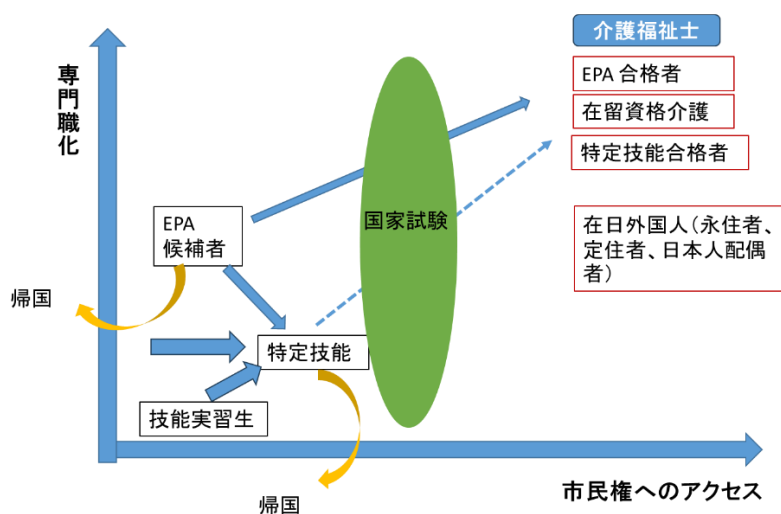 介護福祉士
EPA 合格者
在留資格介護
特定技能合格者
専門職化
国家試験
EPA
候補者
在日外国人(永住者、
定住者、日本人配偶
者)
帰国
特定技能
技能実習生
帰国
市民権へのアクセス